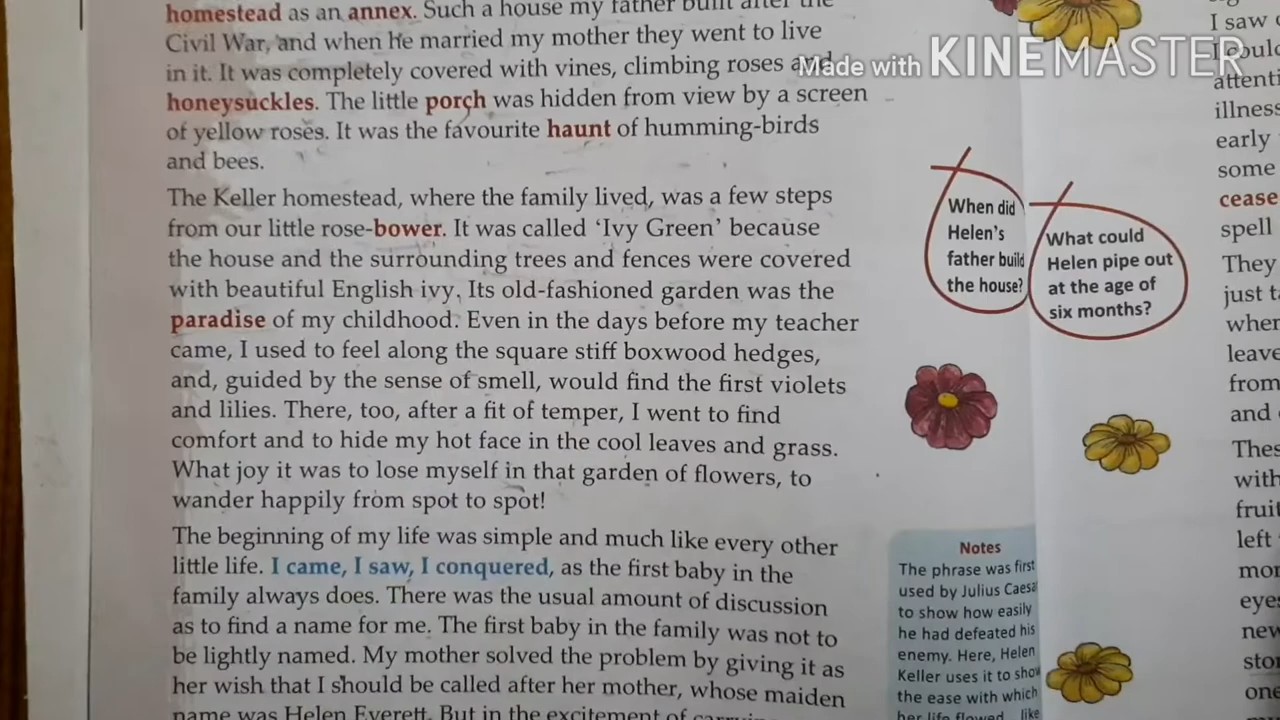 homestead as an annex. Such a house my father built after the
Civil War, and when he married my mother they went to live
in it. It was completely covered with vines, climbing roses and
honeysuckles. The little porch was hidden from view by a screen
of yellow roses. It was the favourite haunt of humming-birds
and bees.
The Keller homestead, where the family lived, was a few steps
from our little rose-bower. It was called ‘Ivy Green’ because
the house and the surrounding trees and fences were covered
with beautiful English ivy. Its old-fashioned garden was the
paradise of my childhood. Even in the days before my teacher
came, I used to feel along the square stiff boxwood hedges,
and, guided by the sense of smell, would find the first violets
and lilies. There, too, after a fit of temper, I went to find
comfort and to hide my hot face in the cool leaves and grass.
What joy it was to lose myself in that garden of flowers, to
wander happily from spot to spot!
The beginning of my life was simple and much like every other
little life. I came, I saw, I conquered, as the first baby in the
family always does. There was the usual amount of discussion
as to find a name for me. The first baby in the family was not to
be lightly named. My mother solved the problem by giving it as
her wish that I should be called after her mother, whose maiden
name was Helen Everett. But in the excitement of
Made with KINEMASTER
When did
Helen's
father build
the house?
What could
Helen pipe out
at the age of
six months?
Notes
The phrase was first
used by Julius
to show how easily
he had defeated his
enemy. Here, Helen
Keller uses it to show
the ease with which
her life flowed like
I saw
attenti
illness
early
some
cease
spell
They
just
when
leave
from
and
Thes
with
fruit
left
mor
eyes
new
stor
one